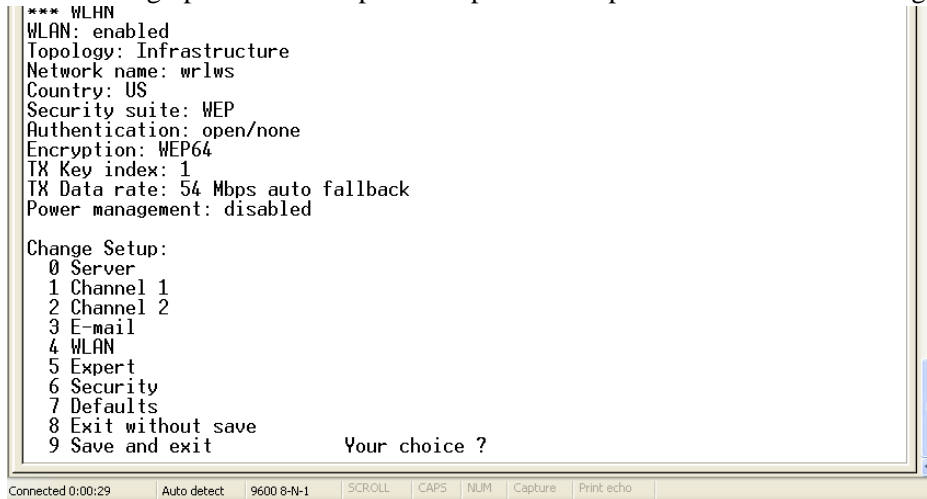 *** WLAN
WLAN: enabled
Topology: Infrastructure
Network name: wrlws
Country: US
Security suite: WEP
Authentication: open/none
Encryption: WEP64
TX Key index: 1
TX Data rate: 54 Mbps auto fallback
Power management: disabled
Change Setup:
0 Server
1 Channel 1
2 Channel 2
3 E-mail
4 WLAN
5 Expert
6 Security
7 Defaults
8 Exit without save
9 Save and exit Your choice ?
Connected 0:00:29 Auto detect 9600 8-N-1 SCROLL CAPS NUM Capture Print echo